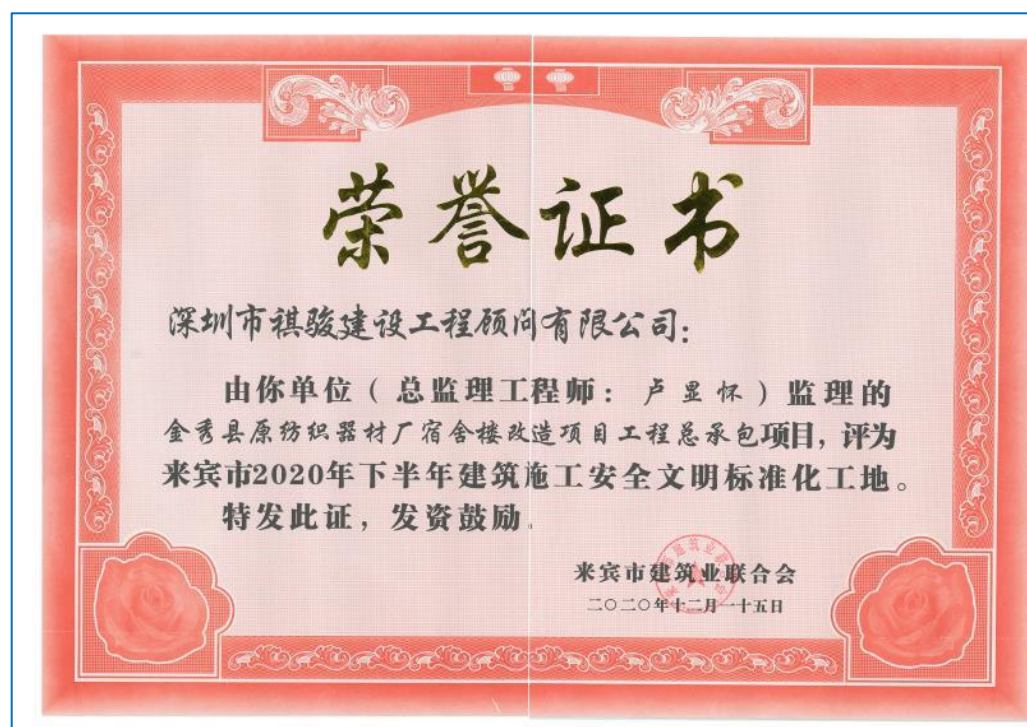 荣誉证书
深圳市祺骏建设工程顾问有限公司:
由你单位(总监理工程师: 卢显怀)监理的
金秀县原纺织器材厂宿舍楼改造项目工程总承包项目, 评为
来宾市2020年下半年建筑施工安全文明标准化工地。
特发此证, 发资鼓励.
来宾市建筑业联合会
二〇二〇年十二月一十五日